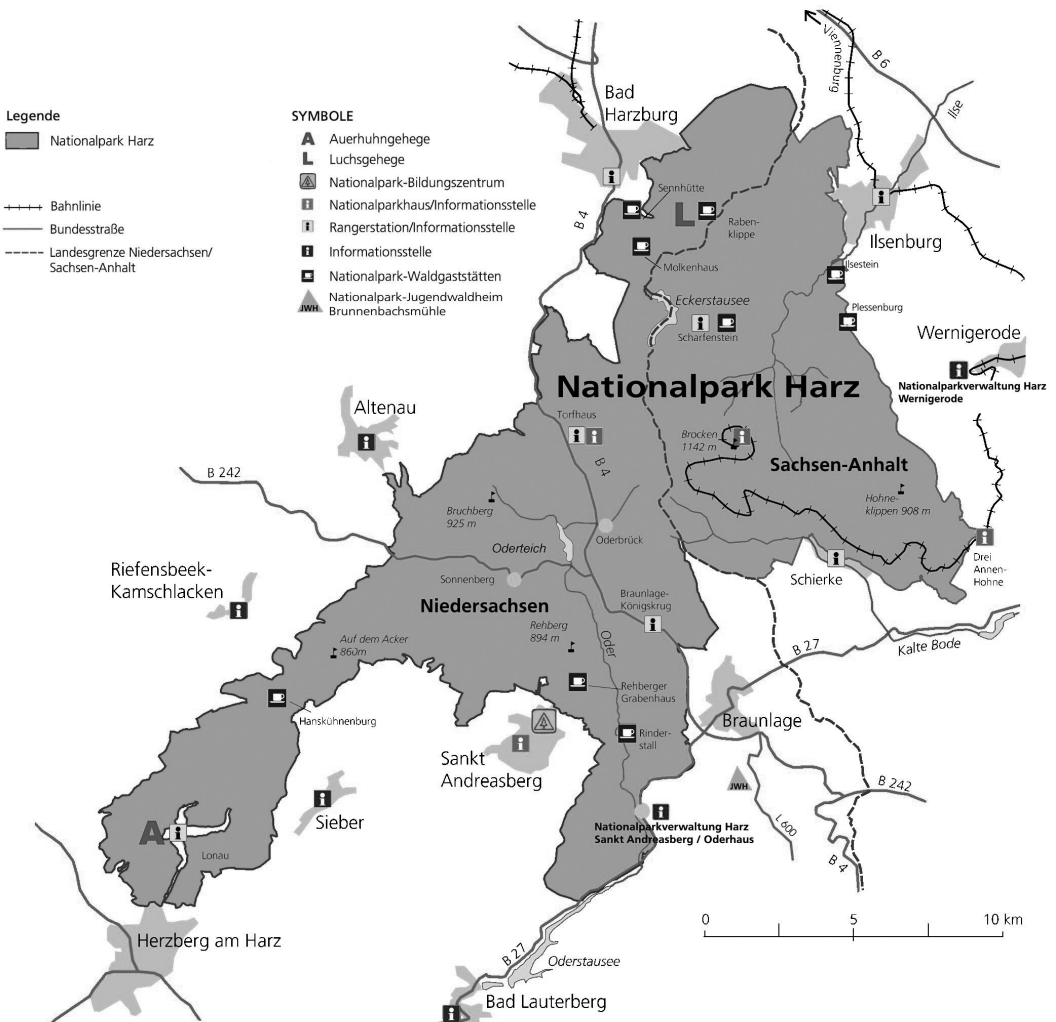 Legende
Nationalpark Harz
Bahnlinie
Bundesstraße
Landesgrenze Niedersachsen/
Sachsen-Anhalt
SYMBOLE
A Auerhuhngehege
L Luchsgehege
Nationalpark-Bildungszentrum
i Nationalparkhaus/Informationsstelle
i Rangerstation/Informationsstelle
i Informationsstelle
Nationalpark-Waldgaststätten
JWH Nationalpark-Jugendwaldheim
Brunnenbachsmühle
Viennenburg
B 6
Ilse
Bad
Harzburg
i
B 4
Sennhütte
L
Raben-
klippe
Molkenhaus
i
Ilsenburg
Ilsestein
Eckerstausee
Plessenburg
i
Scharfenstein
Wernigerode
i
Nationalparkverwaltung Harz
Wernigerode
Nationalpark Harz
Altenau
i
Torfhaus
i i
B 4
Brocken
1142 m
i
Sachsen-Anhalt
B 242
Bruchberg
925 m
Hohne-
klippen 908 m
Oderteich
Oderbrück
i
Drei
Annen-
Hohne
i
Schierke
Riefensbeek-
Kamschlacken
i
Sonnenberg
Niedersachsen
Braunlage-
Königskrug
i
Rehberg
894 m
Oder
Auf dem Acker
860m
B 27
Kalte Bode
Rehberger
Grabenhaus
Hanskühnenburg
Braunlage
Sankt
Andreasberg
i
Rinder-
stall
JWH
B 242
Sieber
i
i
Nationalparkverwaltung Harz
Sankt Andreasberg / Oderhaus
L 600
B 4
A
i
Lonau
0 5 10 km
Herzberg am Harz
B 27
Oderstausee
Bad Lauterberg
i